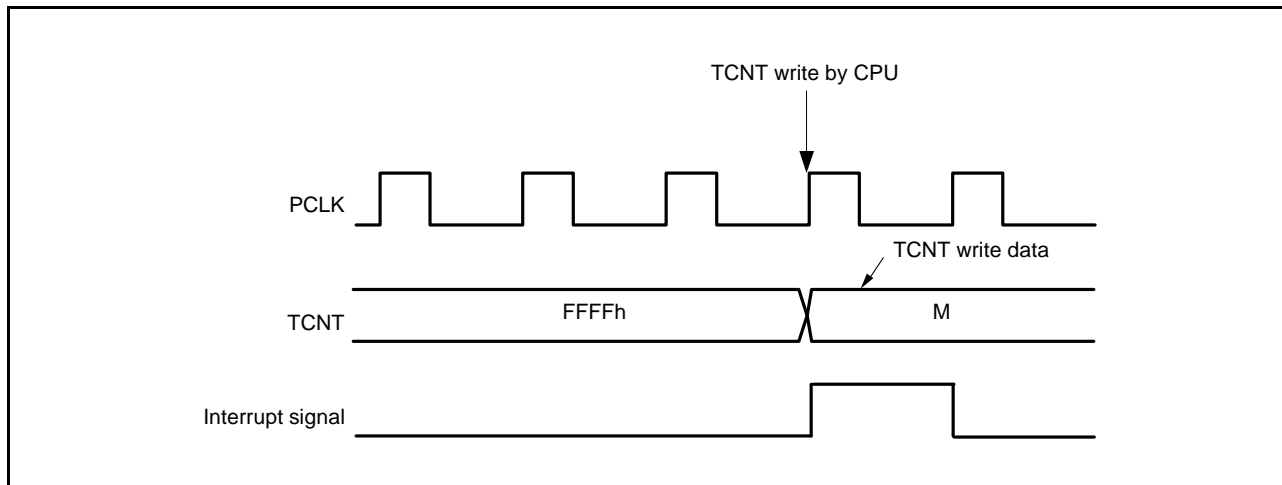 TCNT write by CPU
PCLK
TCNT write data
TCNT
FFFFh
M
Interrupt signal